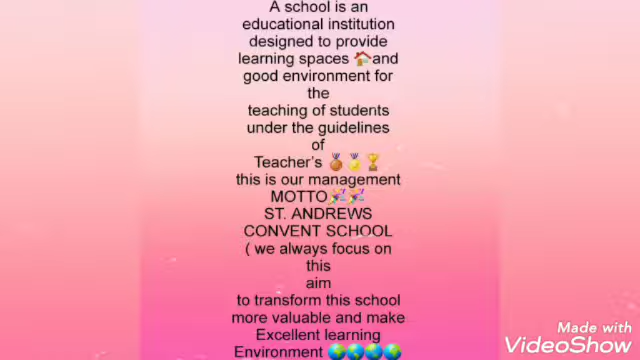 A school is an
educational institution
designed to provide
learning spaces 🏠and
good environment for
the
teaching of students
under the guidelines
of
Teacher's 🏅🏅🏆
this is our management
MOTTO🎉🎉
ST. ANDREWS
CONVENT SCHOOL
( we always focus on
this
aim
to transform this school
more valuable and make
Excellent learning
Environment 🌏🌏🌏🌏
Made with
VideoShow